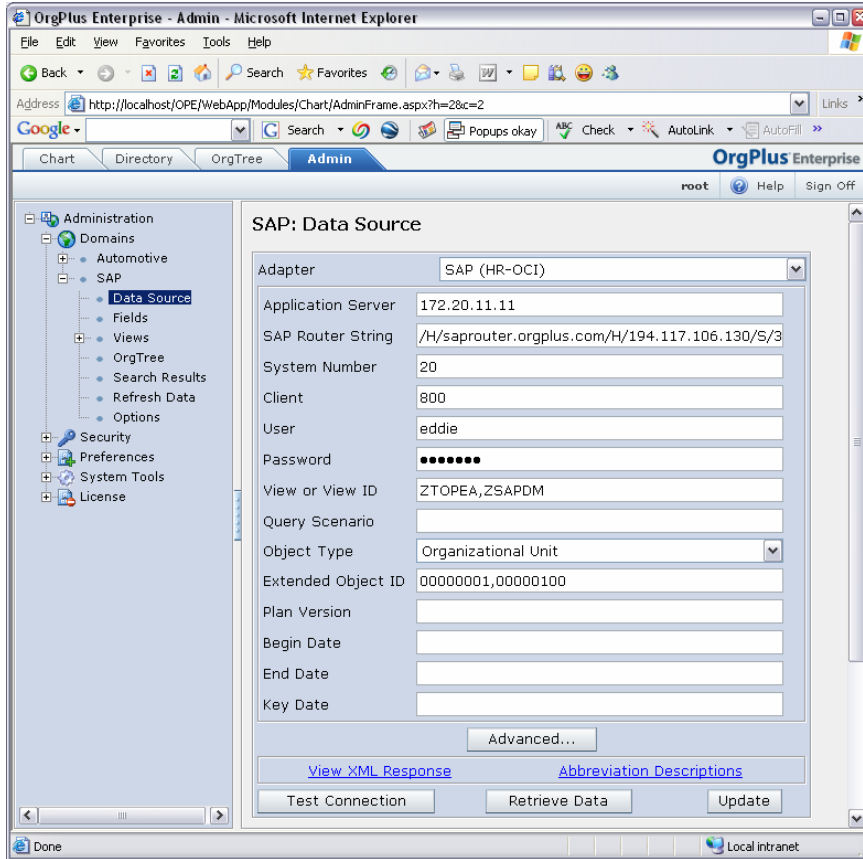 OrgPlus Enterprise - Admin - Microsoft Internet Explorer
File Edit View Favorites Tools Help
Back Search Favorites
Address http://localhost/OPE/WebApp/Modules/Chart/AdminFrame.aspx?h=2&c=2 Links »
Google Search Popups okay ABC Check AutoLink AutoFill »
Chart Directory OrgTree Admin OrgPlus Enterprise
root Help Sign Off
Administration
Domains
Automotive
SAP
Data Source
Fields
Views
OrgTree
Search Results
Refresh Data
Options
Security
Preferences
System Tools
License
SAP: Data Source
Adapter SAP (HR-OCI)
Application Server 172.20.11.11
SAP Router String /H/saprouter.orgplus.com/H/194.117.106.130/S/3
System Number 20
Client 800
User eddie
Password •••••••
View or View ID ZTOPEA,ZSAPDM
Query Scenario
Object Type Organizational Unit
Extended Object ID 00000001,00000100
Plan Version
Begin Date
End Date
Key Date
Advanced...
View XML Response Abbreviation Descriptions
Test Connection Retrieve Data Update
Done Local intranet